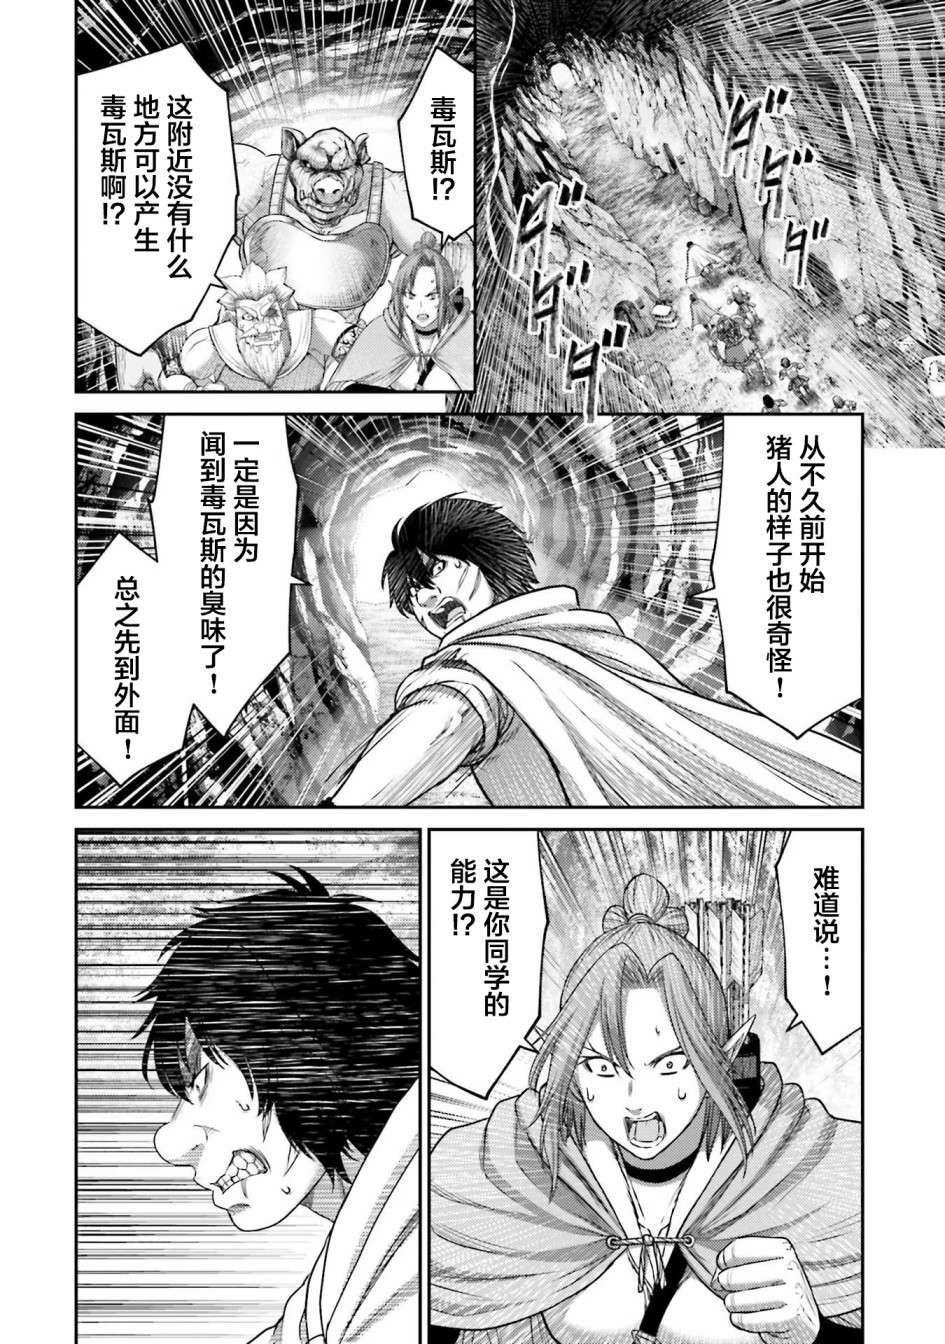 ダダダッ
ダダダッ
毒瓦斯!?
这附近没有什么
地方可以产生
毒瓦斯啊!?
从不久前开始
猪人的样子也很奇怪！
一定是因为
闻到毒瓦斯的臭味了！
总之先到外面！
难道说…！
这是你同学的
能力!?